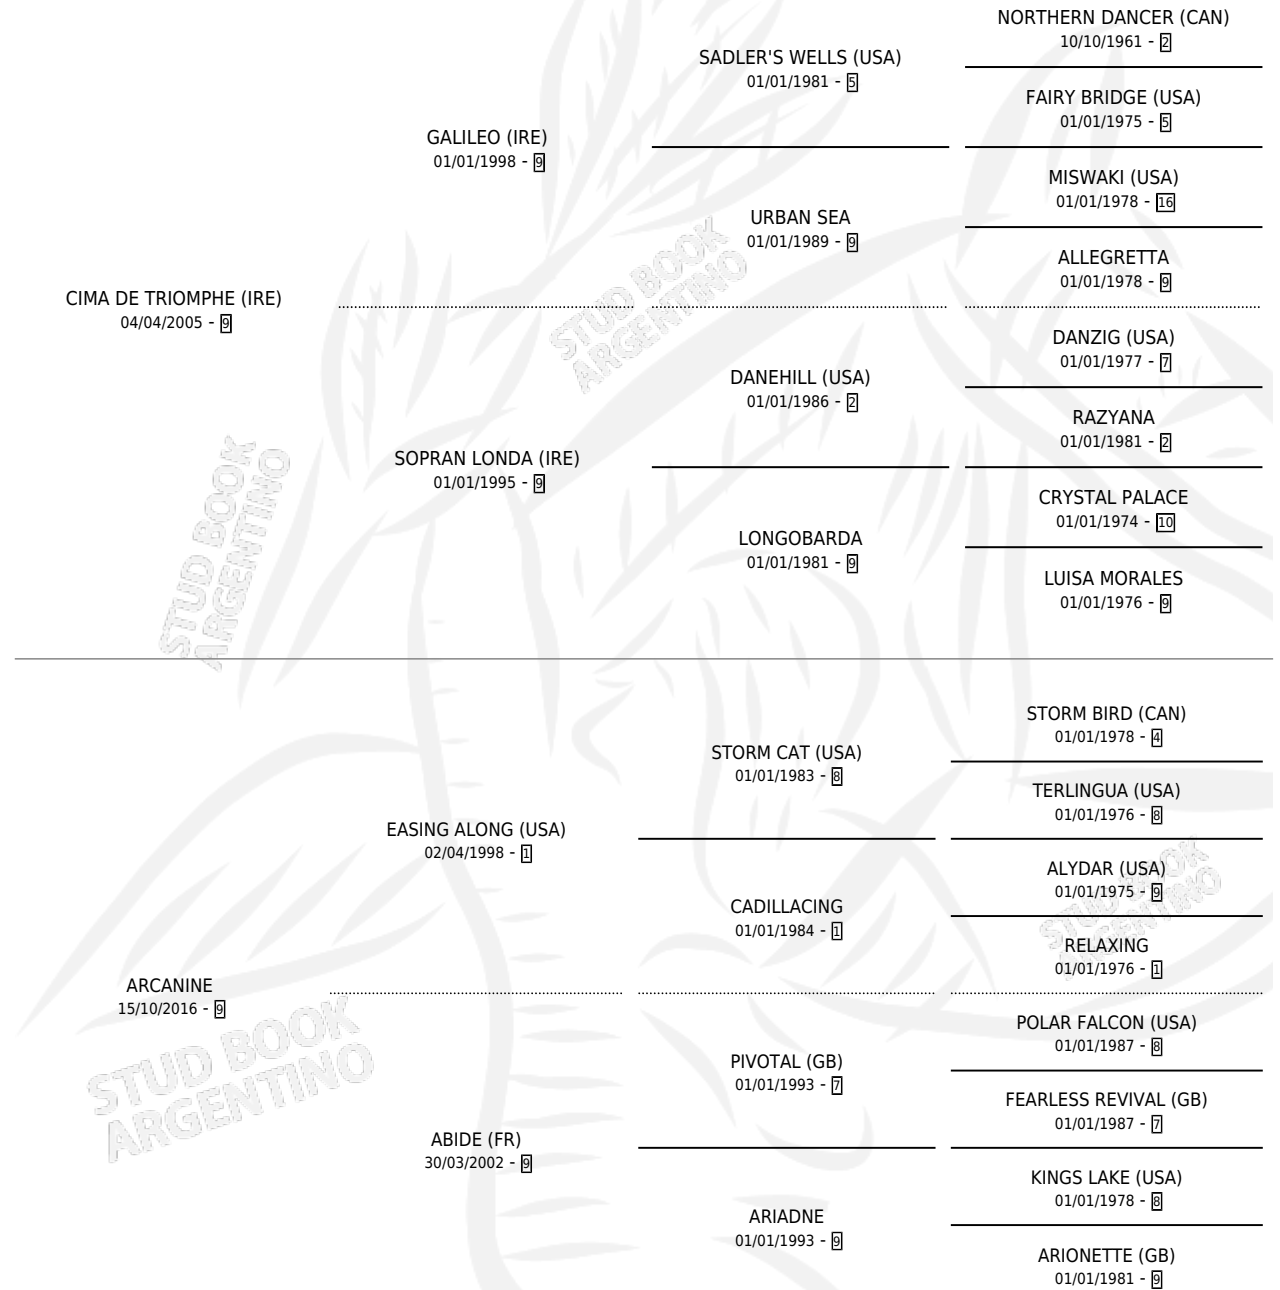 NORTHERN DANCER (CAN)
10/10/1961 - 2
SADLER'S WELLS (USA)
01/01/1981 - 5
FAIRY BRIDGE (USA)
01/01/1975 - 5
GALILEO (IRE)
01/01/1998 - 9
MISWAKI (USA)
01/01/1978 - 16
URBAN SEA
01/01/1989 - 9
ALLEGRETTA
01/01/1978 - 9
CIMA DE TRIOMPHE (IRE)
04/04/2005 - 9
DANZIG (USA)
01/01/1977 - 7
DANEHILL (USA)
01/01/1986 - 2
RAZYANA
01/01/1981 - 2
SOPRAN LONDA (IRE)
01/01/1995 - 9
CRYSTAL PALACE
01/01/1974 - 10
LONGOBARDA
01/01/1981 - 9
LUISA MORALES
01/01/1976 - 9
STORM BIRD (CAN)
01/01/1978 - 4
STORM CAT (USA)
01/01/1983 - 8
TERLINGUA (USA)
01/01/1976 - 8
EASING ALONG (USA)
02/04/1998 - 1
ALYDAR (USA)
01/01/1975 - 9
CADILLACING
01/01/1984 - 1
RELAXING
01/01/1976 - 1
ARCANINE
15/10/2016 - 9
POLAR FALCON (USA)
01/01/1987 - 8
PIVOTAL (GB)
01/01/1993 - 7
FEARLESS REVIVAL (GB)
01/01/1987 - 7
ABIDE (FR)
30/03/2002 - 9
KINGS LAKE (USA)
01/01/1978 - 8
ARIADNE
01/01/1993 - 9
ARIONETTE (GB)
01/01/1981 - 9
STUD BOOK
ARGENTINO
STUD BOOK
ARGENTINO
STUD BOOK
ARGENTINO
STUD BOOK
ARGENTINO